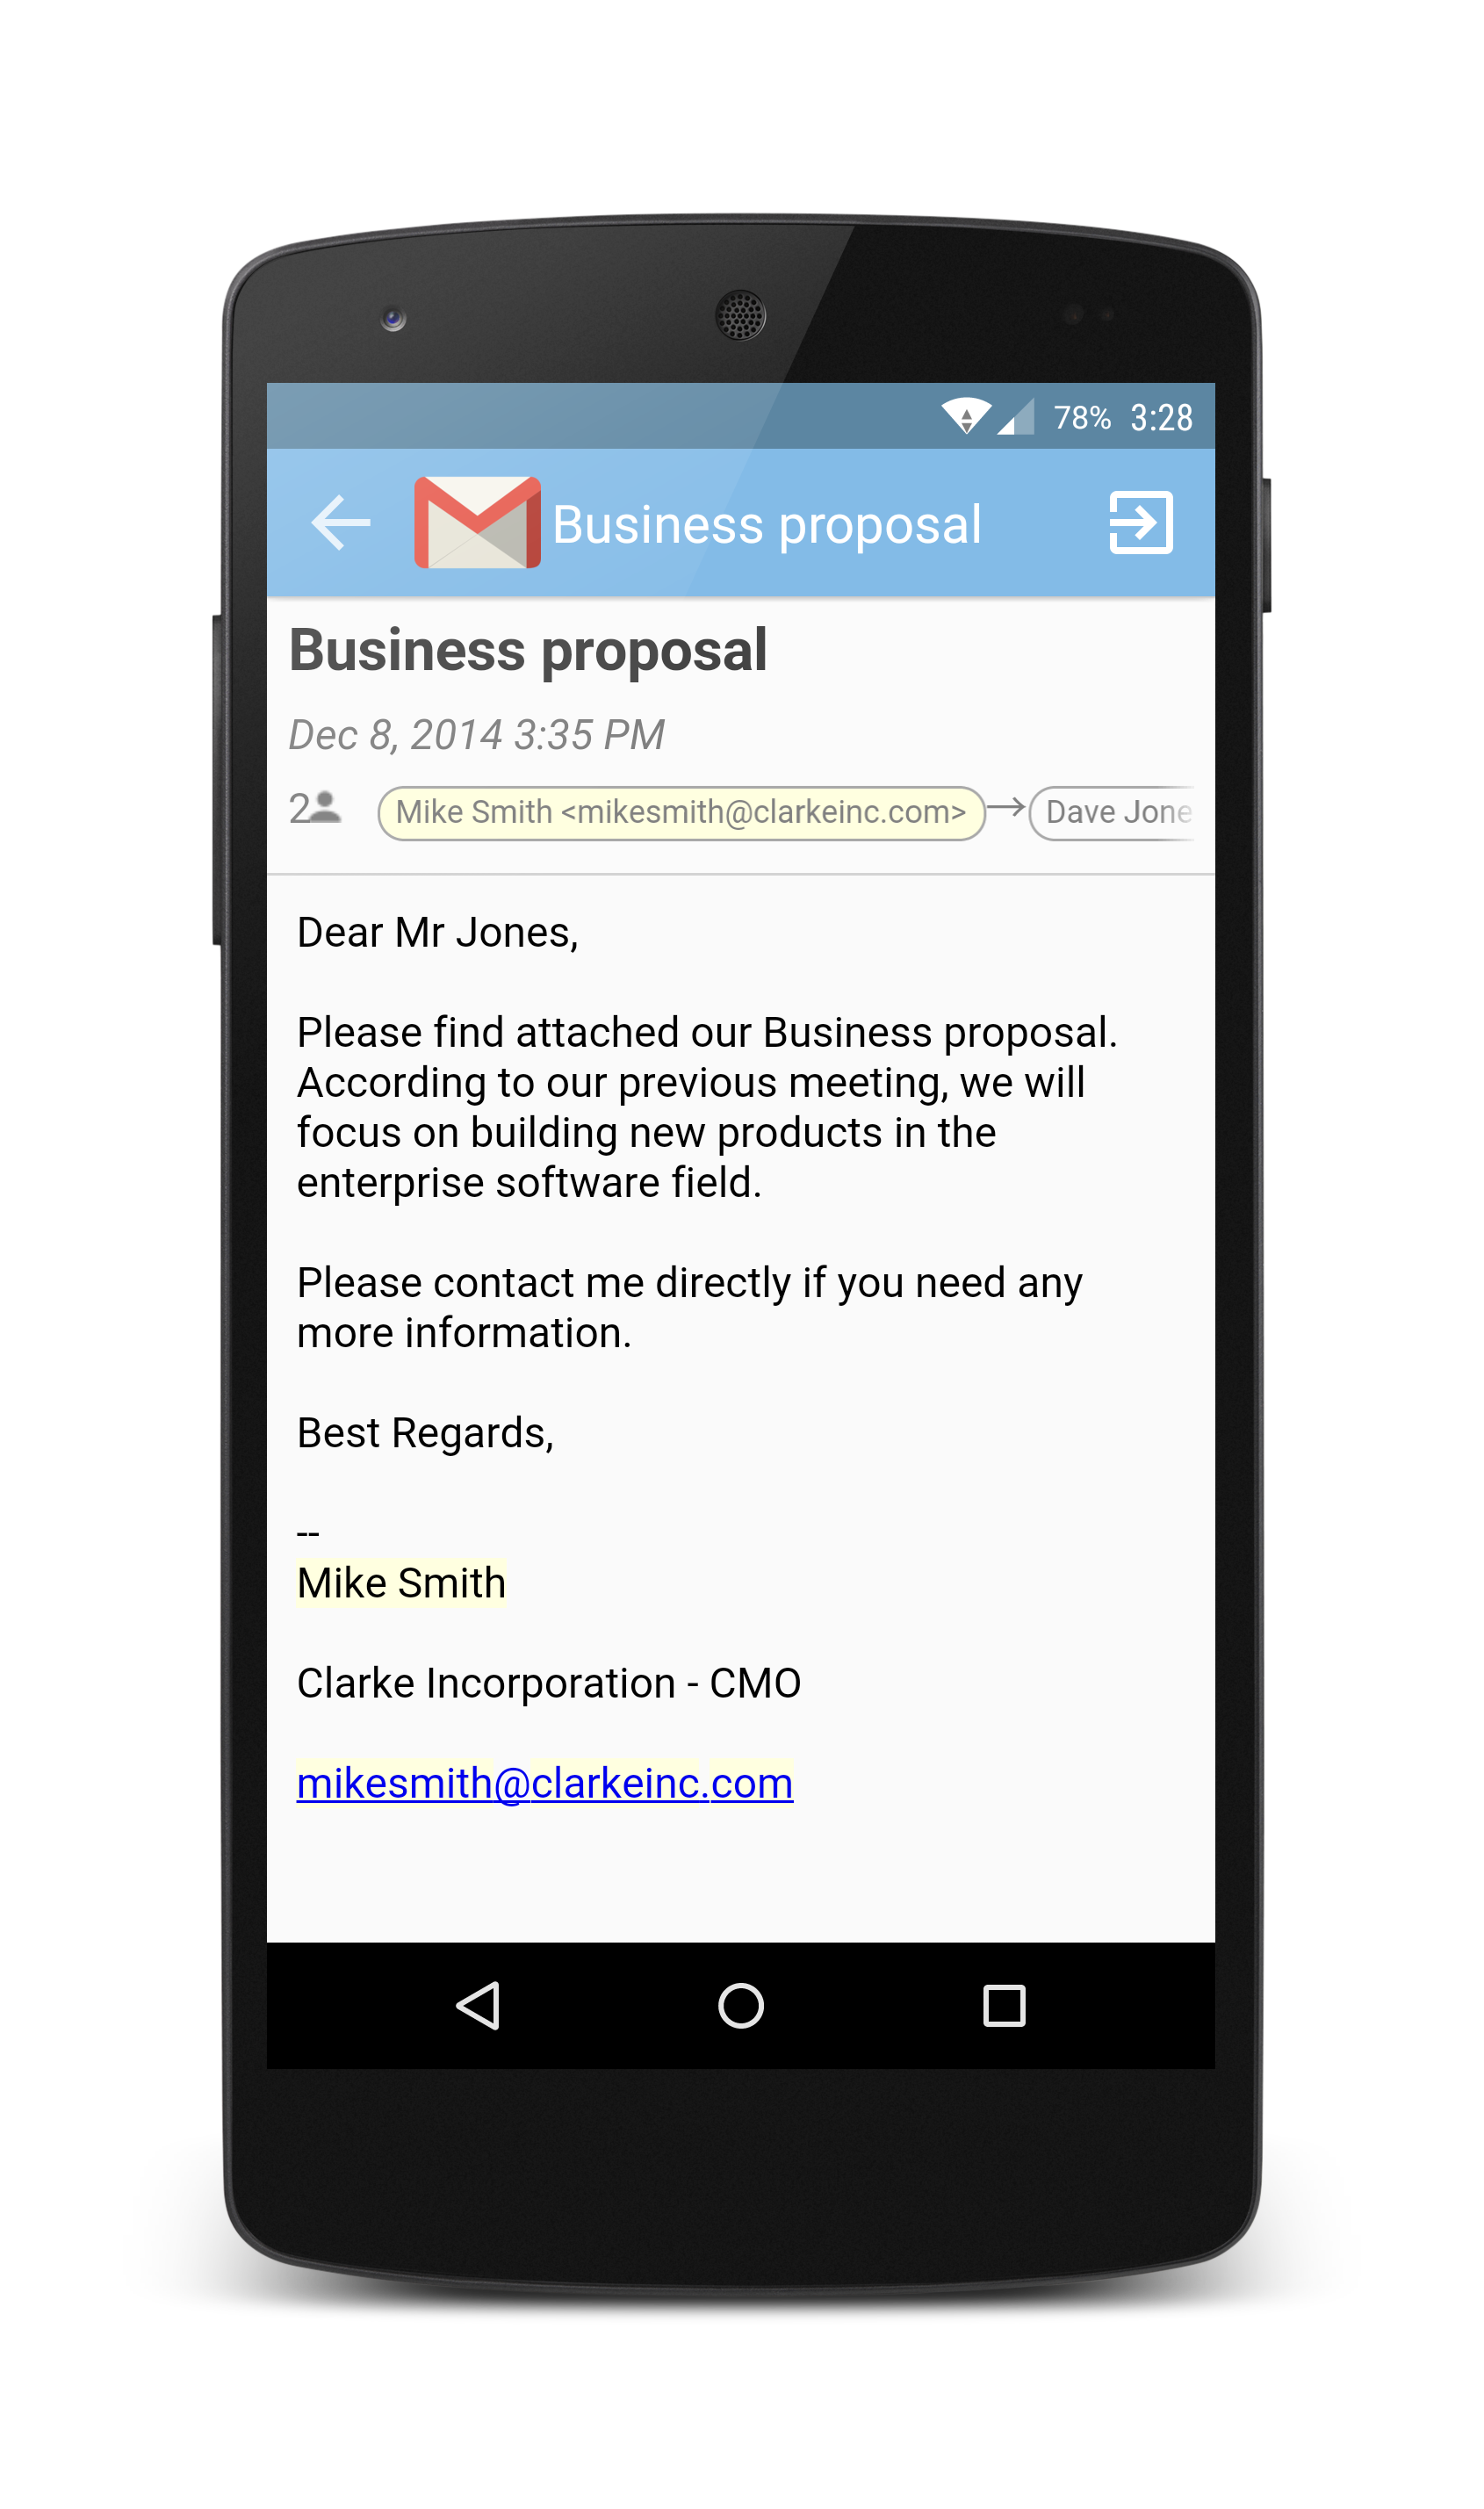 78% 3:28
Business proposal
Business proposal
Dec 8, 2014 3:35 PM
2 Mike Smith <mikesmith@clarkeinc.com> → Dave Jone
Dear Mr Jones,
Please find attached our Business proposal.
According to our previous meeting, we will
focus on building new products in the
enterprise software field.
Please contact me directly if you need any
more information.
Best Regards,
--
Mike Smith
Clarke Incorporation - CMO
mikesmith@clarkeinc.com